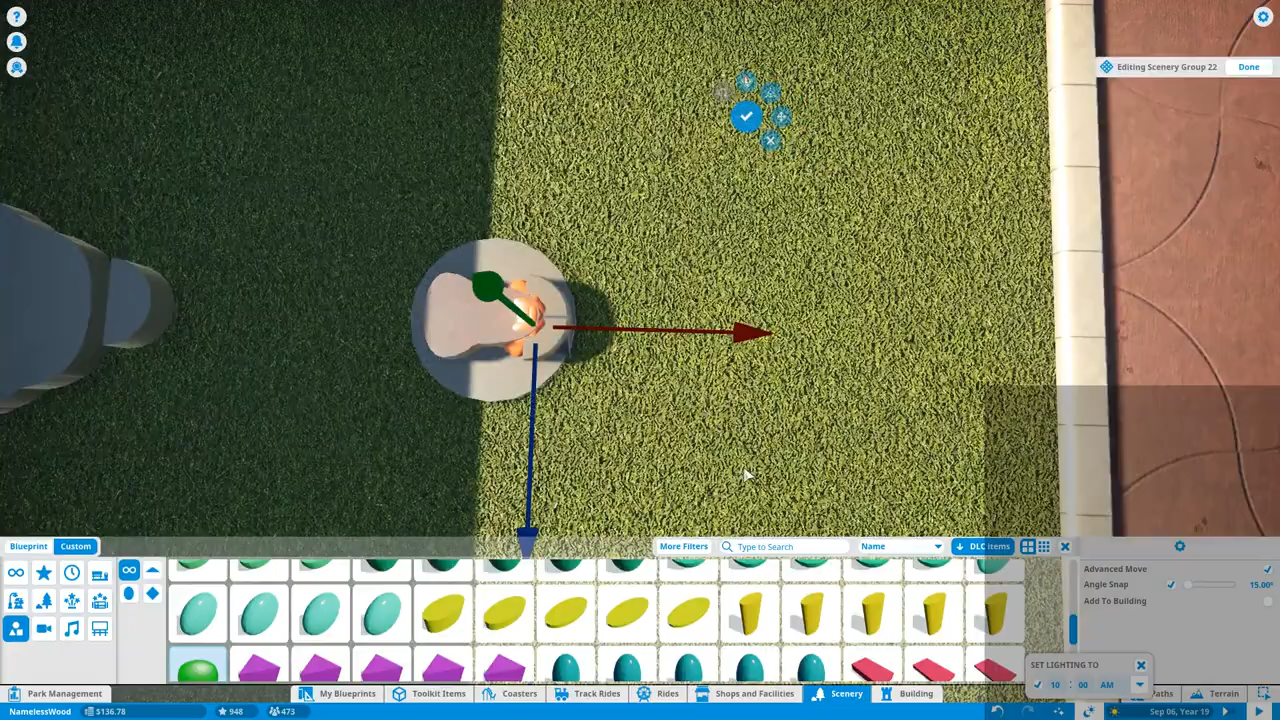 Editing Scenery Group 22
Done
Blueprint
Custom
More Filters
Type to Search
Name
DLC items
Advanced Move
Angle Snap
15.00°
Add To Building
SET LIGHTING TO
10 : 00 AM
Park Management
My Blueprints
Toolkit Items
Coasters
Track Rides
Rides
Shops and Facilities
Scenery
Building
Paths
Terrain
NamelessWood
$136.78
948
473
Sep 06, Year 19